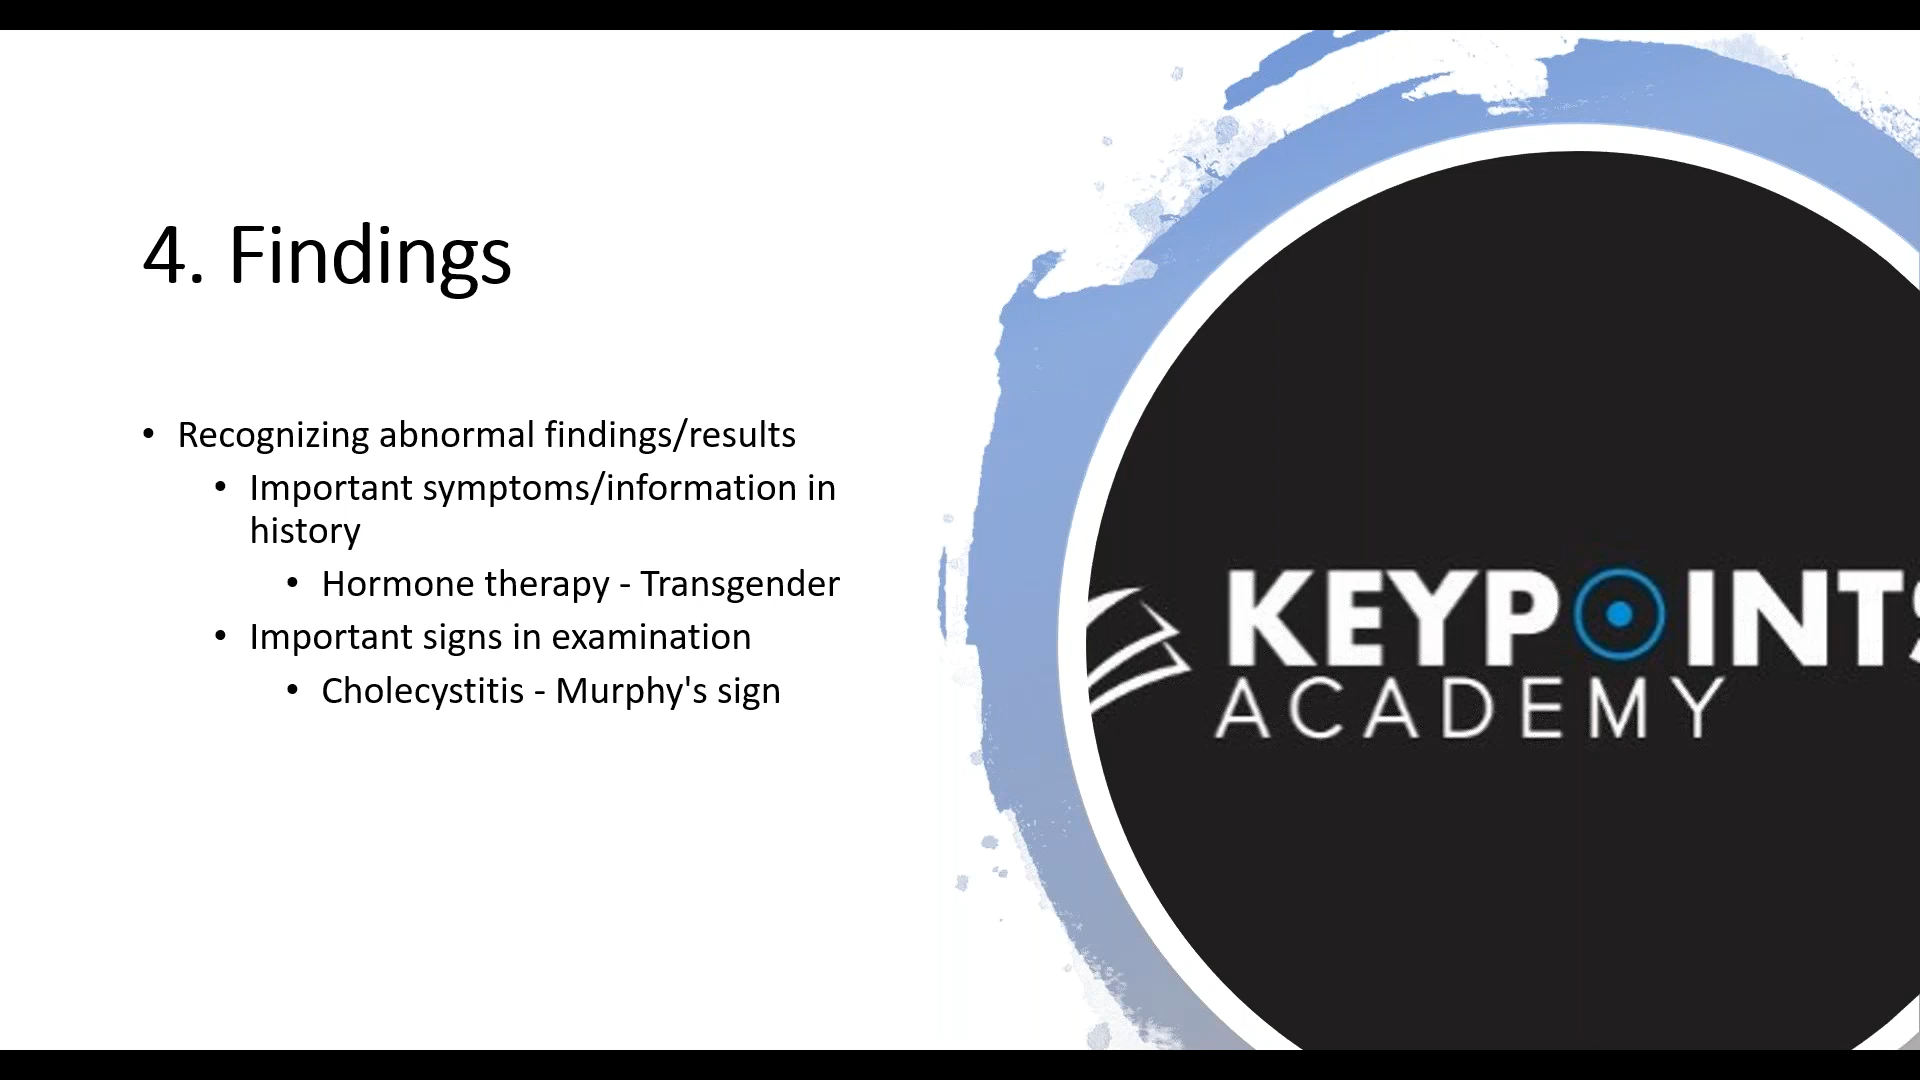 4. Findings
• Recognizing abnormal findings/results
• Important symptoms/information in
history
• Hormone therapy - Transgender
• Important signs in examination
• Cholecystitis - Murphy's sign
KEYPOINTS
ACADEMY